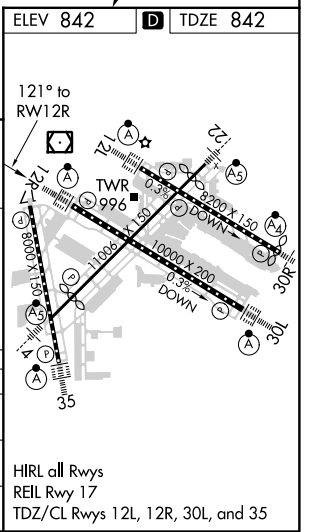 ELEV 842
D
TDZE 842
121° to
RW12R
A
12L
22
A5
P
12R
TWR
996
0.3%
8200 X 150
DOWN
A4
30R
8000 X 150
11006 X 150
10000 X 200
0.3%
DOWN
30L
A
A5
4
A
35
HIRL all Rwys
REIL Rwy 17
TDZ/CL Rwys 12L, 12R, 30L, and 35